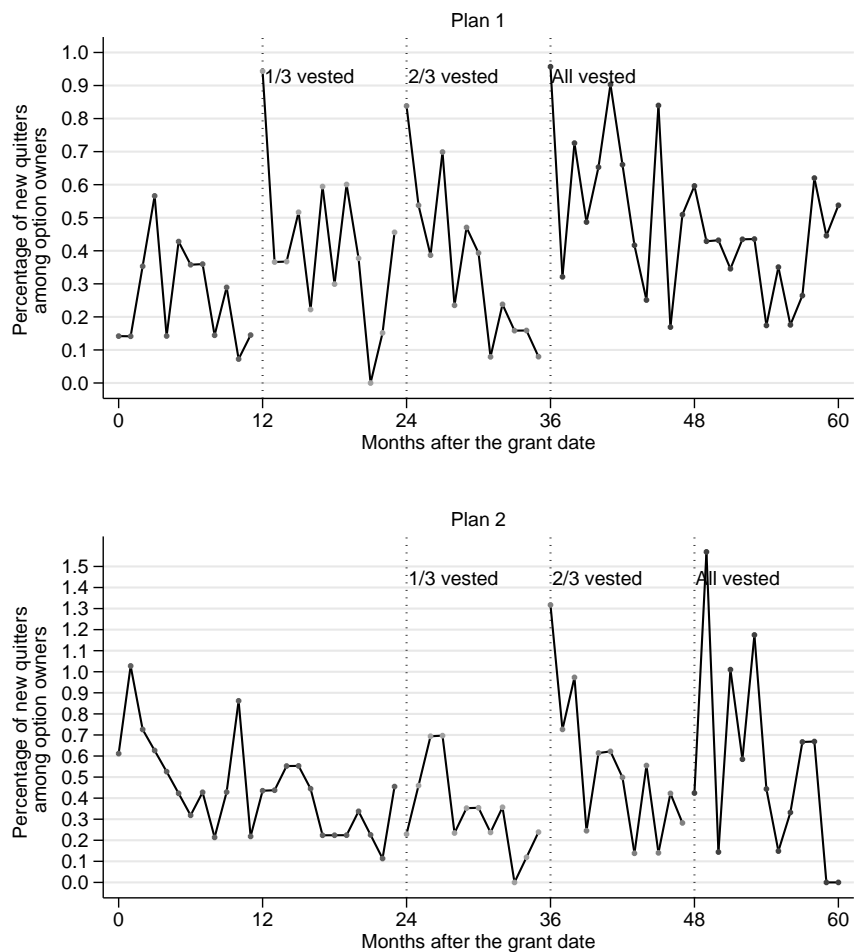 Plan 1
Percentage of new quitters
among option owners
1.0
0.9
0.8
0.7
0.6
0.5
0.4
0.3
0.2
0.1
0.0
1/3 vested
2/3 vested
All vested
0
12
24
36
48
60
Months after the grant date
Plan 2
Percentage of new quitters
among option owners
1.5
1.4
1.3
1.2
1.1
1.0
0.9
0.8
0.7
0.6
0.5
0.4
0.3
0.2
0.1
0.0
1/3 vested
2/3 vested
All vested
0
12
24
36
48
60
Months after the grant date